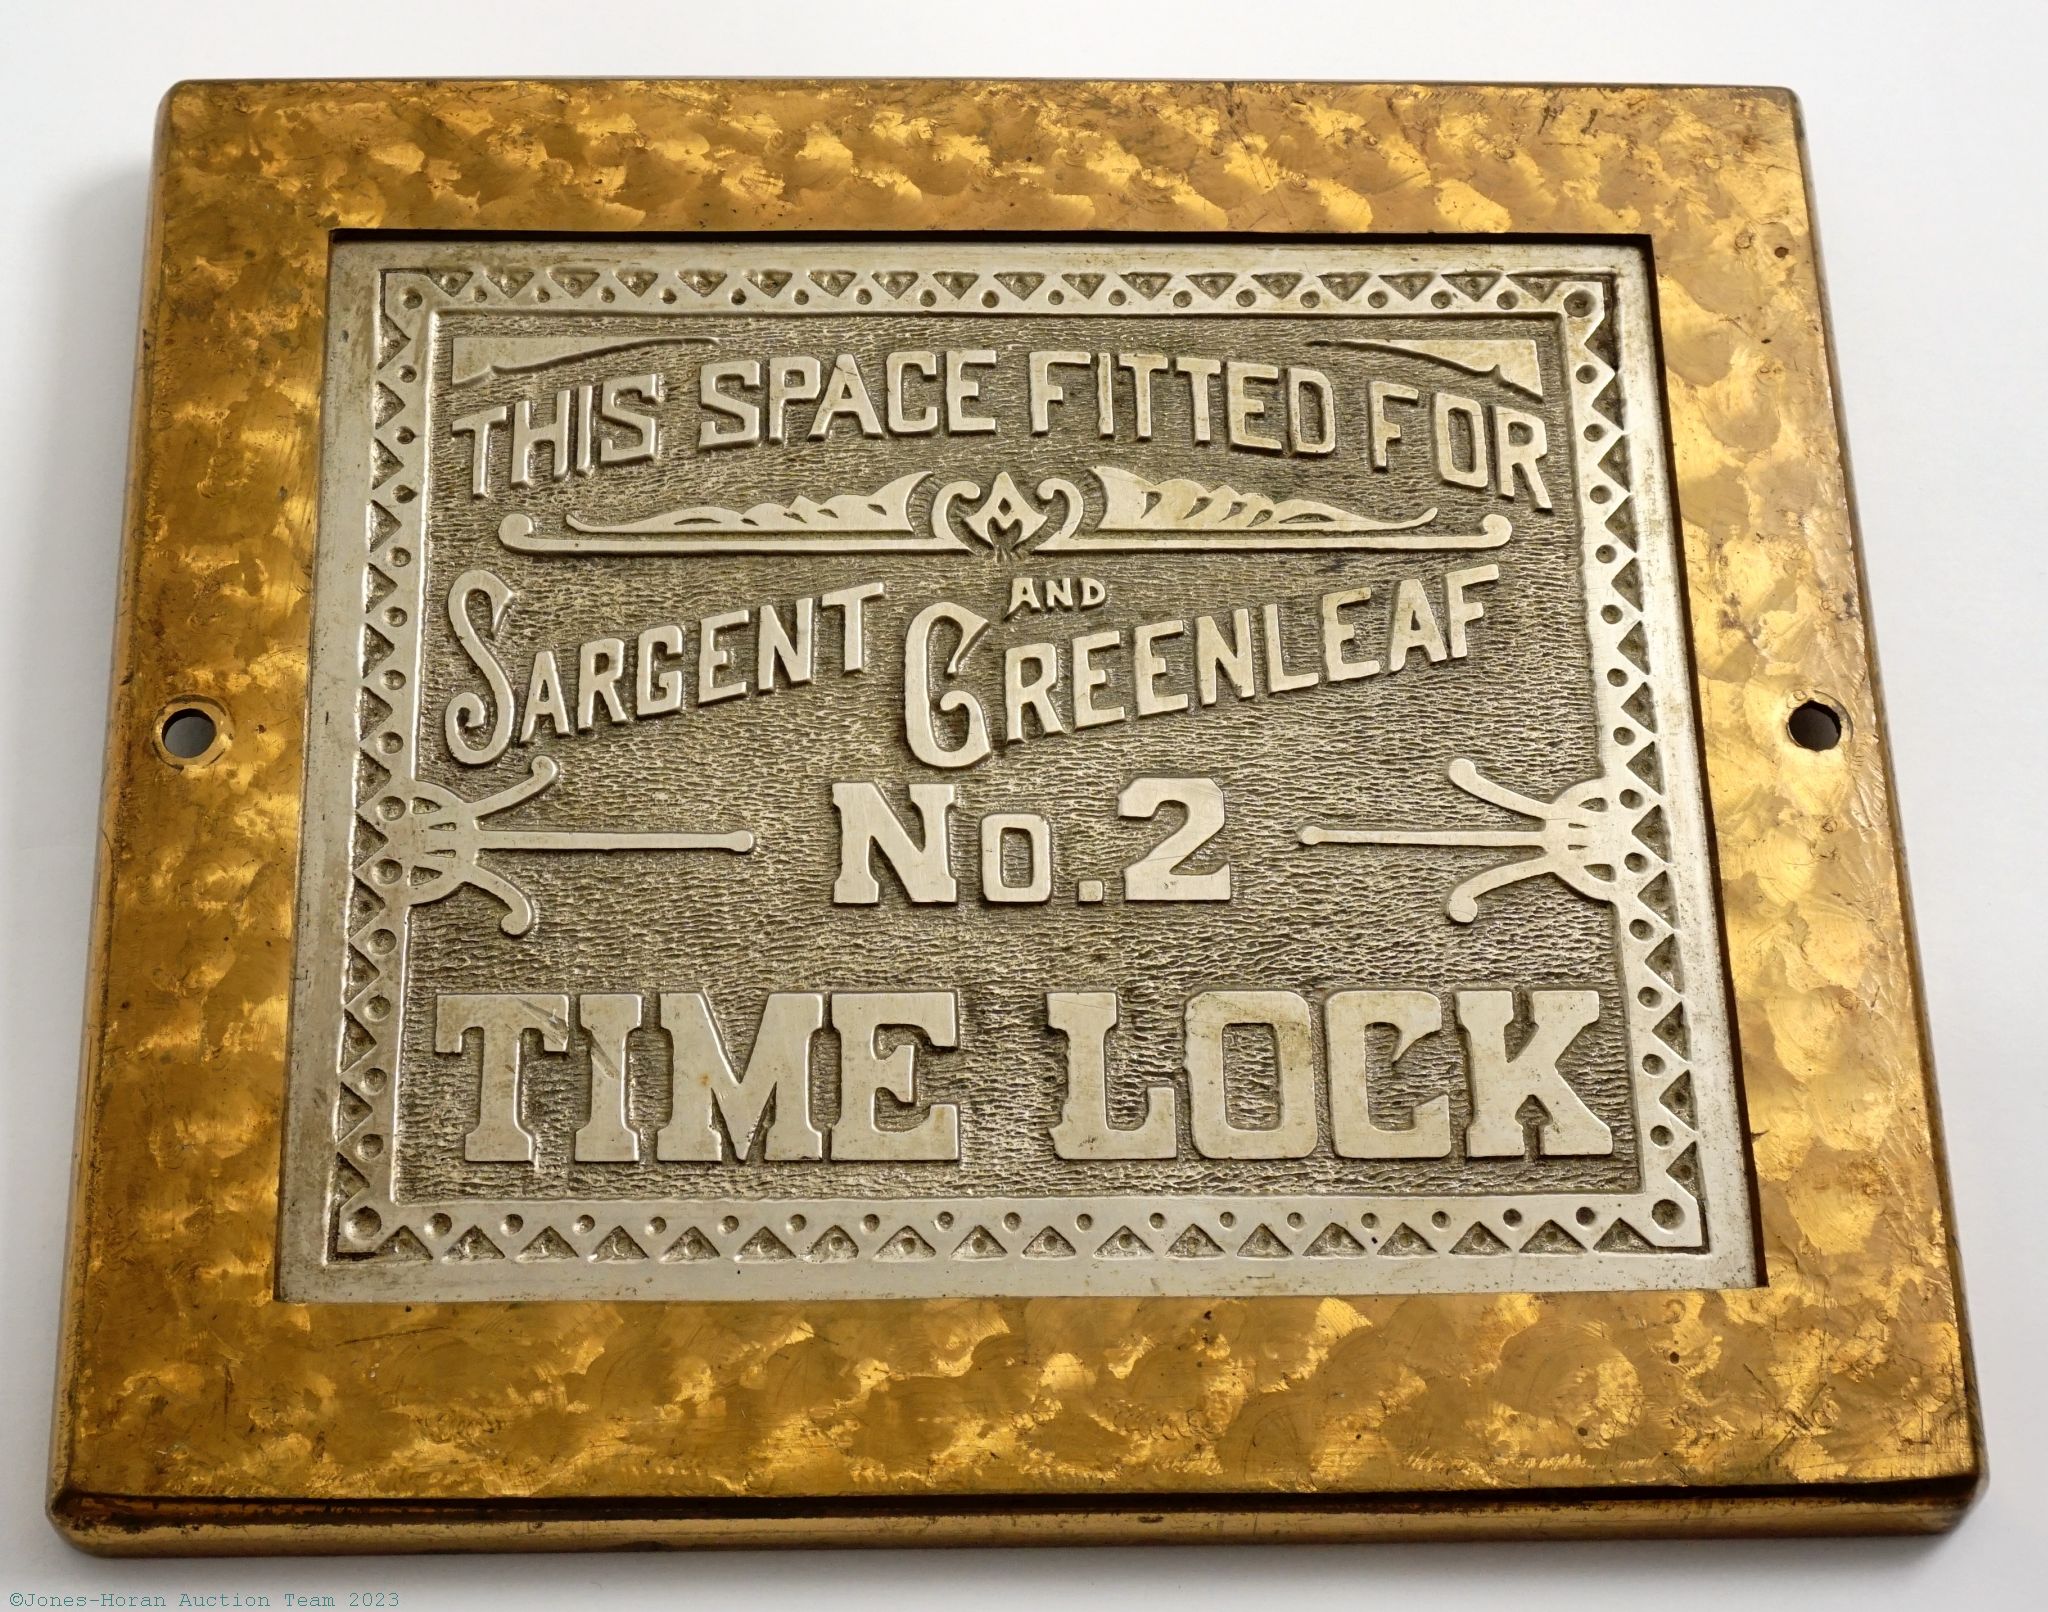 THIS SPACE FITTED FOR
SARGENT AND GREENLEAF
No. 2
TIME LOCK
©Jones-Horan Auction Team 2023